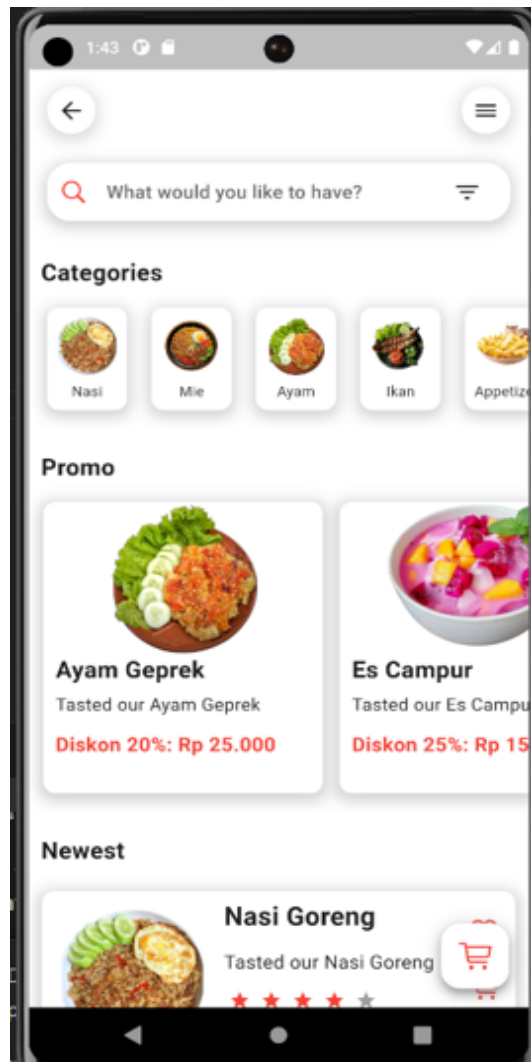 1:43
What would you like to have?
Categories
Nasi
Mie
Ayam
Ikan
Appetize
Promo
Ayam Geprek
Tasted our Ayam Geprek
Diskon 20%: Rp 25.000
Es Campur
Tasted our Es Campu
Diskon 25%: Rp 15
Newest
Nasi Goreng
Tasted our Nasi Goreng